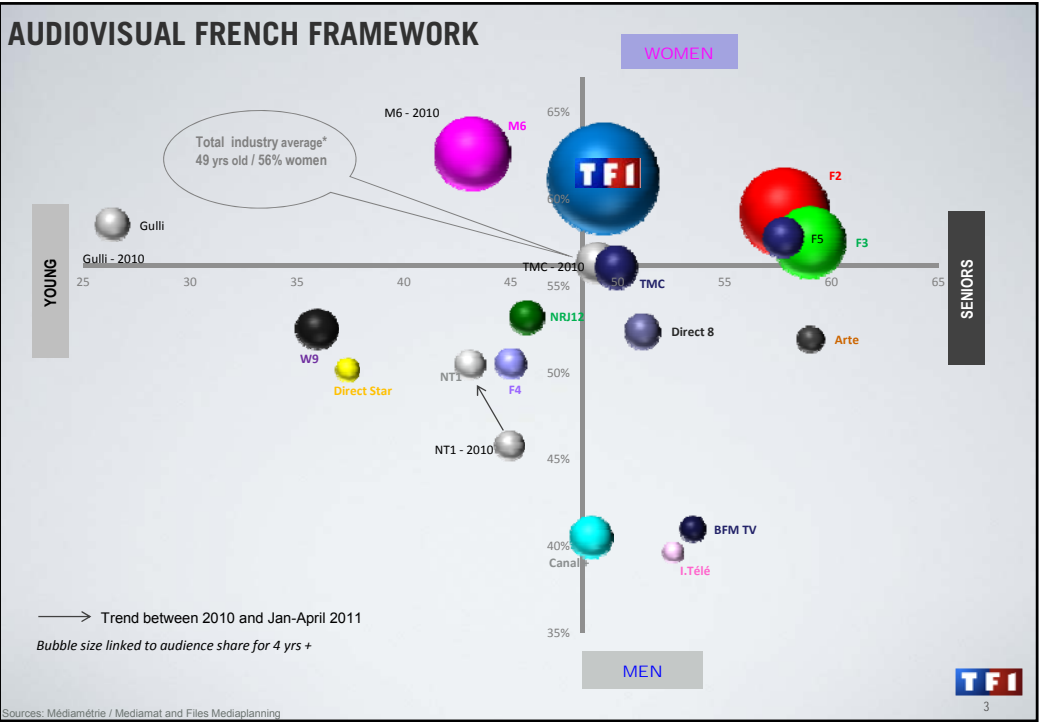 AUDIOVISUAL FRENCH FRAMEWORK
WOMEN
M6 - 2010
65%
M6
Total industry average*
49 yrs old / 56% women
TF1
60%
F2
Gulli
F5
F3
Gulli - 2010
TMC - 2010
YOUNG
SENIORS
25
30
35
40
45
50
55
60
65
55%
TMC
NRJ12
Direct 8
Arte
W9
Direct Star
NT1
F4
50%
NT1 - 2010
45%
BFM TV
40%
Canal+
I.Télé
Trend between 2010 and Jan-April 2011
Bubble size linked to audience share for 4 yrs +
35%
MEN
TF1
3
Sources: Médiamétrie / Mediamat and Files Mediaplanning